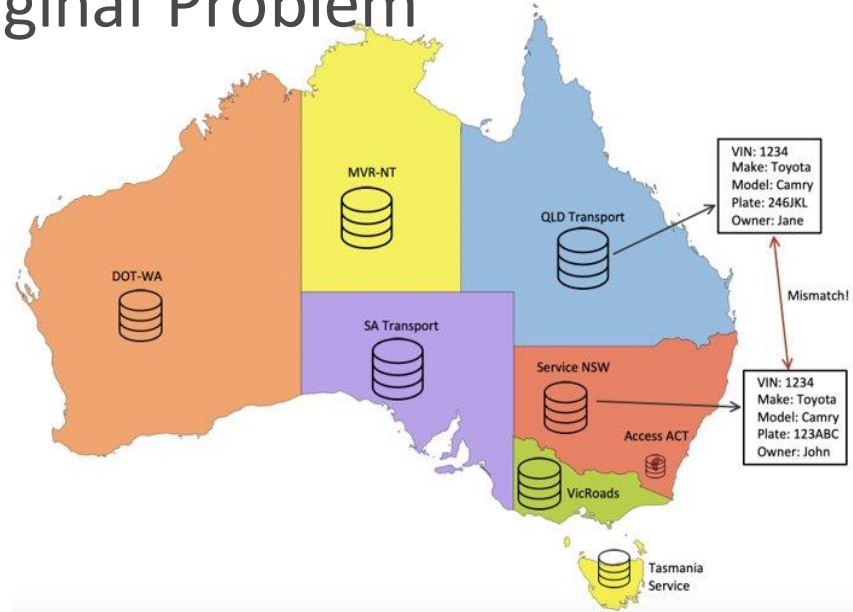 ginal Problem
MVR-NT
QLD Transport
VIN: 1234
Make: Toyota
Model: Camry
Plate: 246JKL
Owner: Jane
DOT-WA
Mismatch!
SA Transport
Service NSW
VIN: 1234
Make: Toyota
Model: Camry
Plate: 123ABC
Owner: John
Access ACT
VicRoads
Tasmania
Service